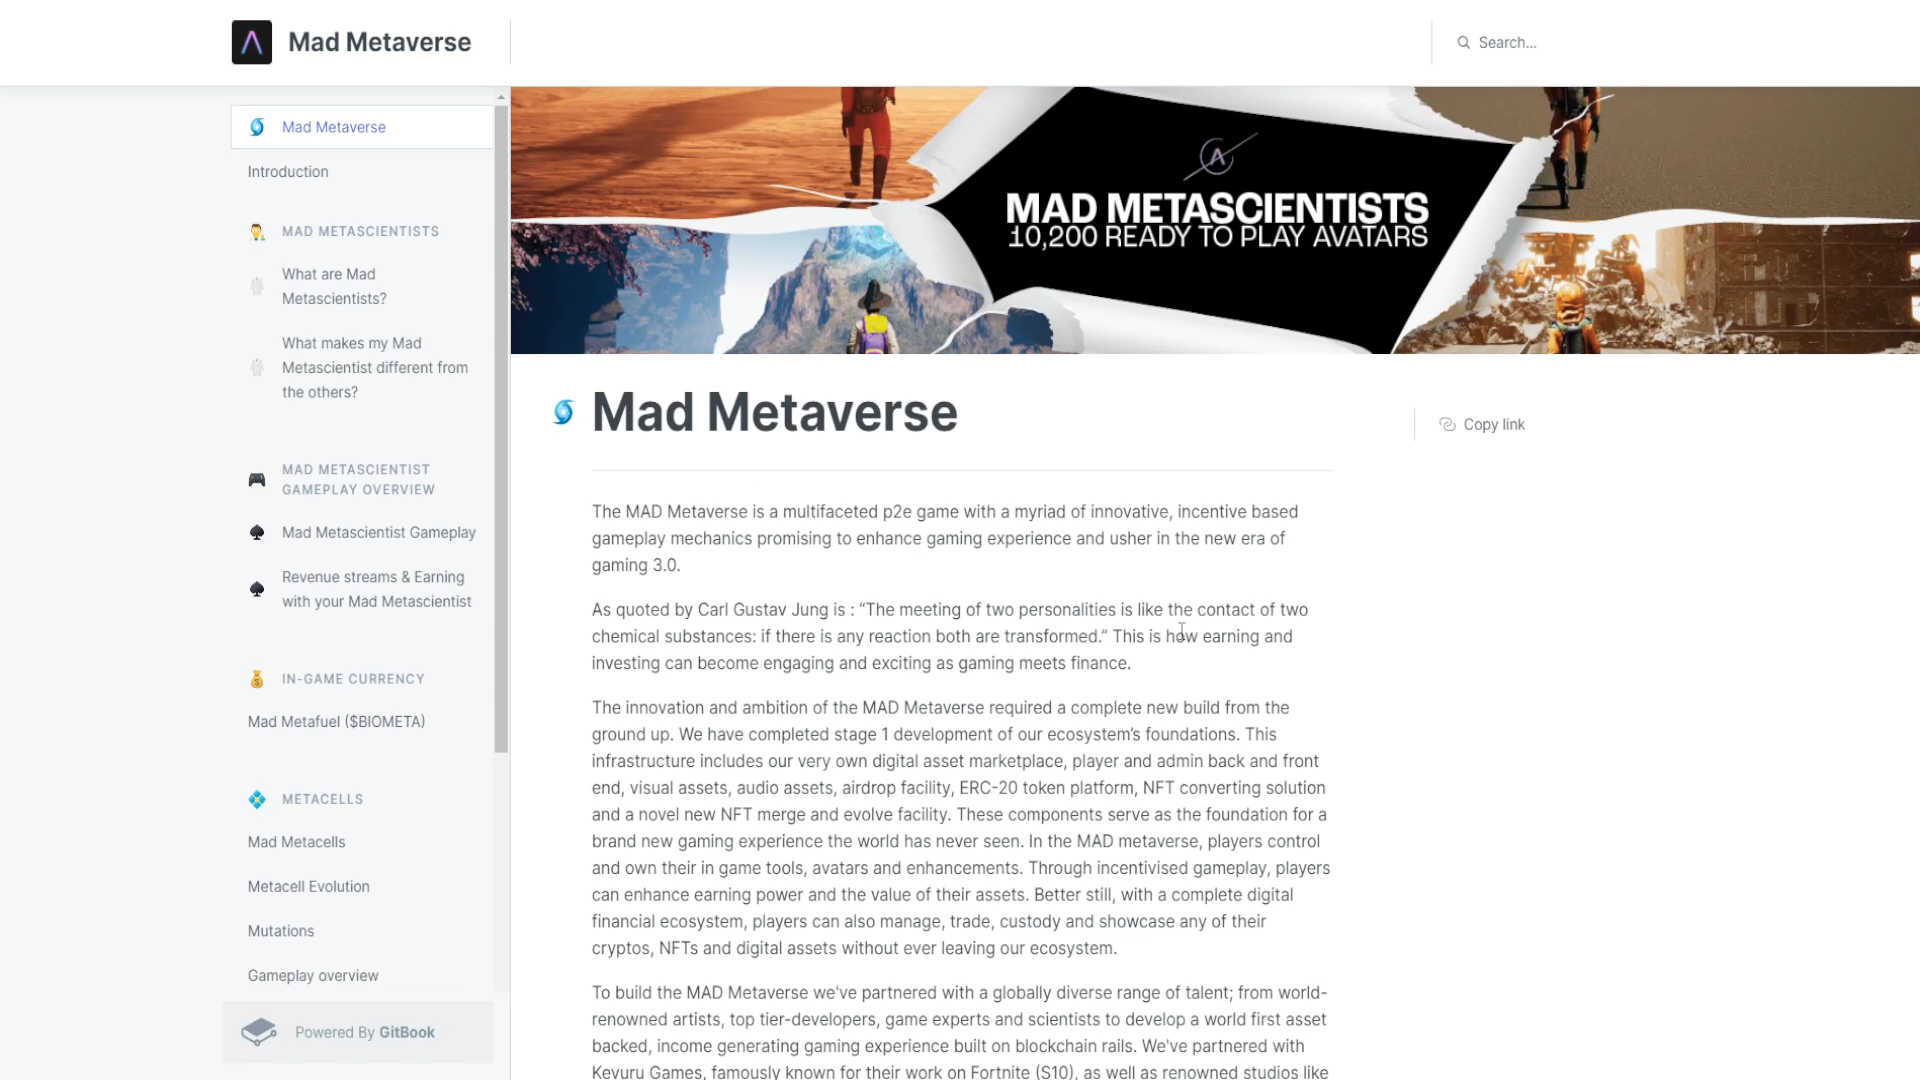 Mad Metaverse
Search...
Mad Metaverse
Introduction
MAD METASCIENTISTS
What are Mad
Metascientists?
What makes my Mad
Metascientist different from
the others?
MAD METASCIENTIST
GAMEPLAY OVERVIEW
Mad Metascientist Gameplay
Revenue streams & Earning
with your Mad Metascientist
IN-GAME CURRENCY
Mad Metafuel ($BIOMETA)
METACELLS
Mad Metacells
Metacell Evolution
Mutations
Gameplay overview
Powered By GitBook
MAD METASCIENTISTS
10,200 READY TO PLAY AVATARS
Mad Metaverse
Copy link
The MAD Metaverse is a multifaceted p2e game with a myriad of innovative, incentive based
gameplay mechanics promising to enhance gaming experience and usher in the new era of
gaming 3.0.
As quoted by Carl Gustav Jung is : “The meeting of two personalities is like the contact of two
chemical substances: if there is any reaction both are transformed.” This is how earning and
investing can become engaging and exciting as gaming meets finance.
The innovation and ambition of the MAD Metaverse required a complete new build from the
ground up. We have completed stage 1 development of our ecosystem’s foundations. This
infrastructure includes our very own digital asset marketplace, player and admin back and front
end, visual assets, audio assets, airdrop facility, ERC-20 token platform, NFT converting solution
and a novel new NFT merge and evolve facility. These components serve as the foundation for a
brand new gaming experience the world has never seen. In the MAD metaverse, players control
and own their in game tools, avatars and enhancements. Through incentivised gameplay, players
can enhance earning power and the value of their assets. Better still, with a complete digital
financial ecosystem, players can also manage, trade, custody and showcase any of their
cryptos, NFTs and digital assets without ever leaving our ecosystem.
To build the MAD Metaverse we've partnered with a globally diverse range of talent; from world-
renowned artists, top tier-developers, game experts and scientists to develop a world first asset
backed, income generating gaming experience built on blockchain rails. We've partnered with
Kevuru Games, famously known for their work on Fortnite (S10), as well as renowned studios like